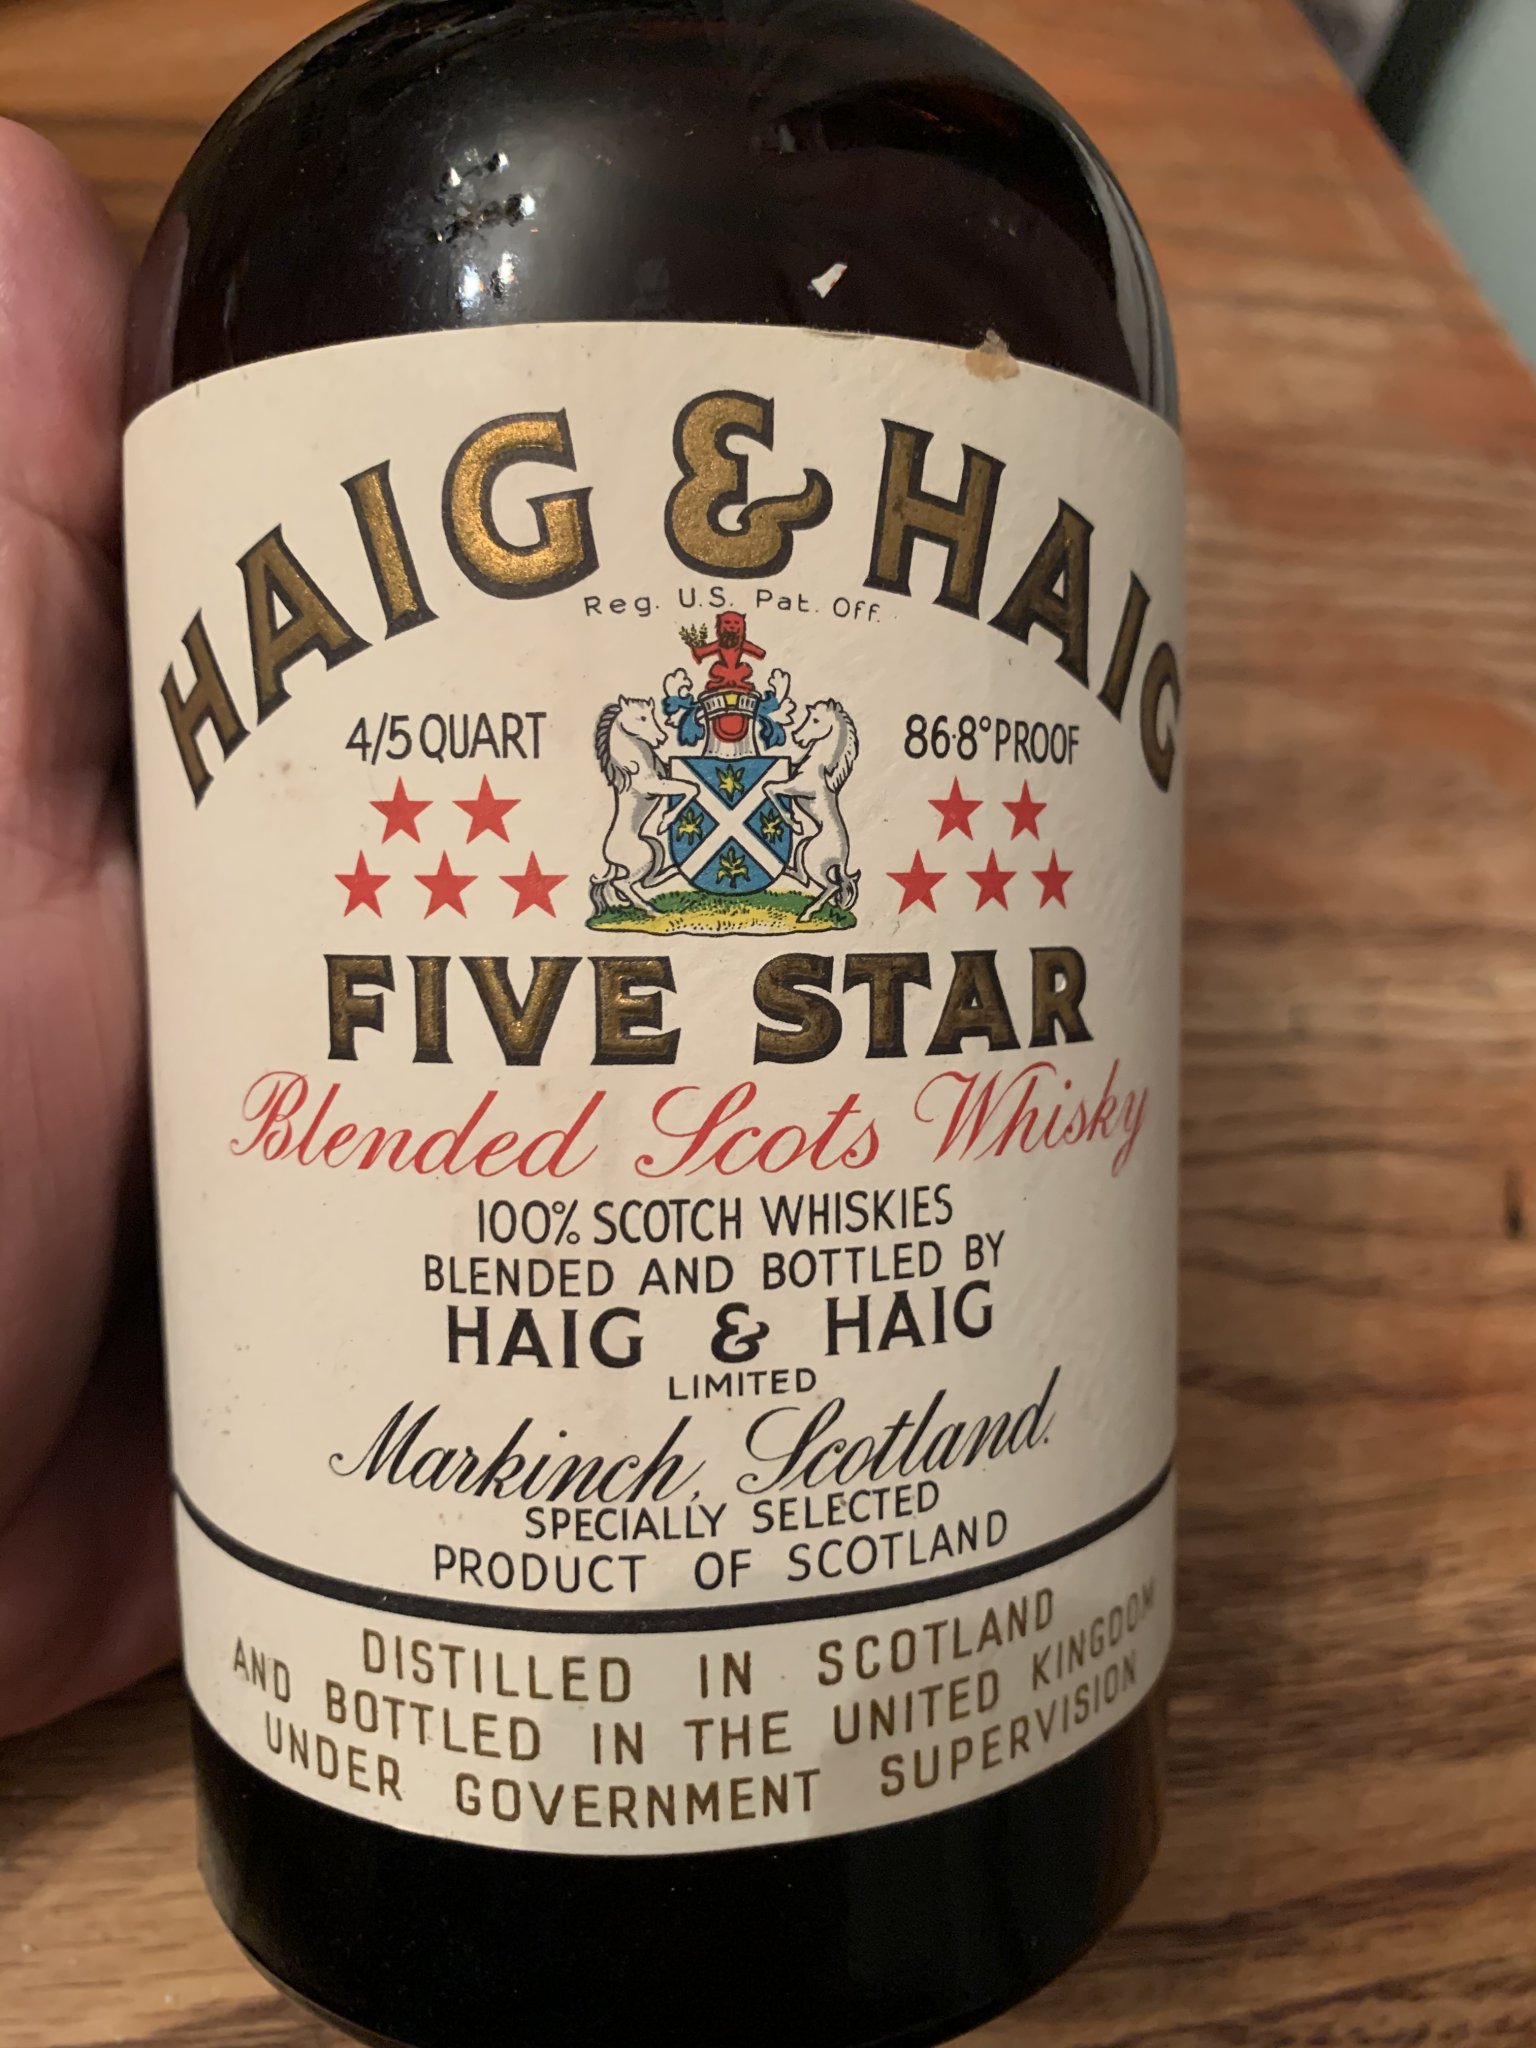 HAIG & HAIG
Reg. U.S. Pat. Off.
4/5 QUART
86·8° PROOF
FIVE STAR
Blended Scots Whisky
100% SCOTCH WHISKIES
BLENDED AND BOTTLED BY
HAIG & HAIG
LIMITED
Markinch, Scotland.
SPECIALLY SELECTED
PRODUCT OF SCOTLAND
DISTILLED IN SCOTLAND
AND BOTTLED IN THE UNITED KINGDOM
UNDER GOVERNMENT SUPERVISION